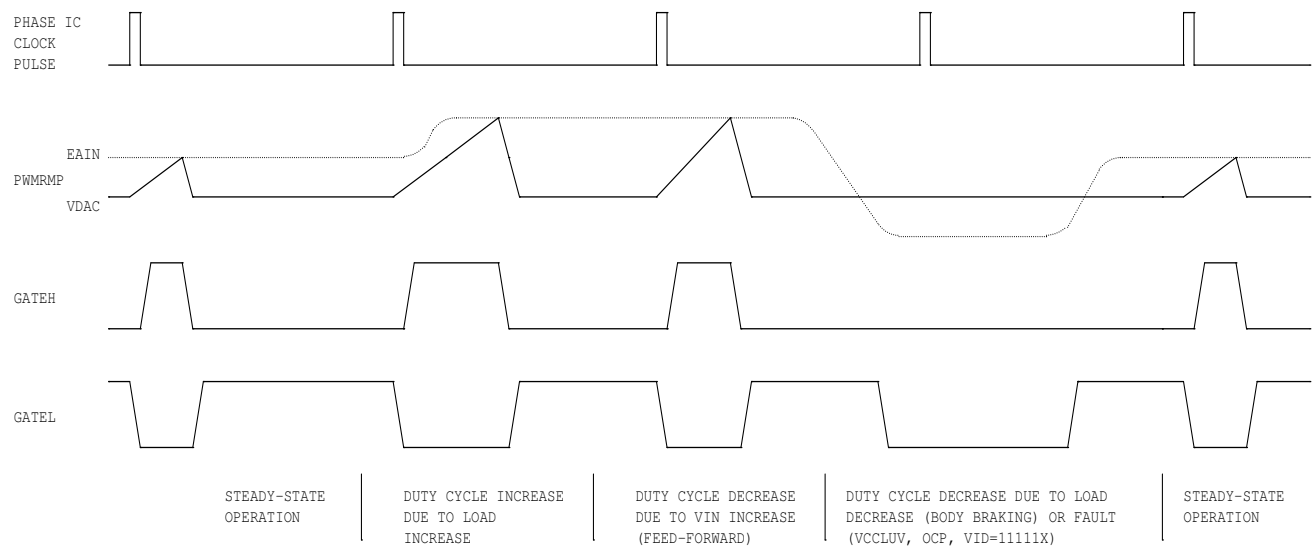 PHASE IC
CLOCK
PULSE
EAIN
PWMRMP
VDAC
GATEH
GATEL
STEADY-STATE
OPERATION
DUTY CYCLE INCREASE
DUE TO LOAD
INCREASE
DUTY CYCLE DECREASE
DUE TO VIN INCREASE
(FEED-FORWARD)
DUTY CYCLE DECREASE DUE TO LOAD
DECREASE (BODY BRAKING) OR FAULT
(VCCLUV, OCP, VID=11111X)
STEADY-STATE
OPERATION